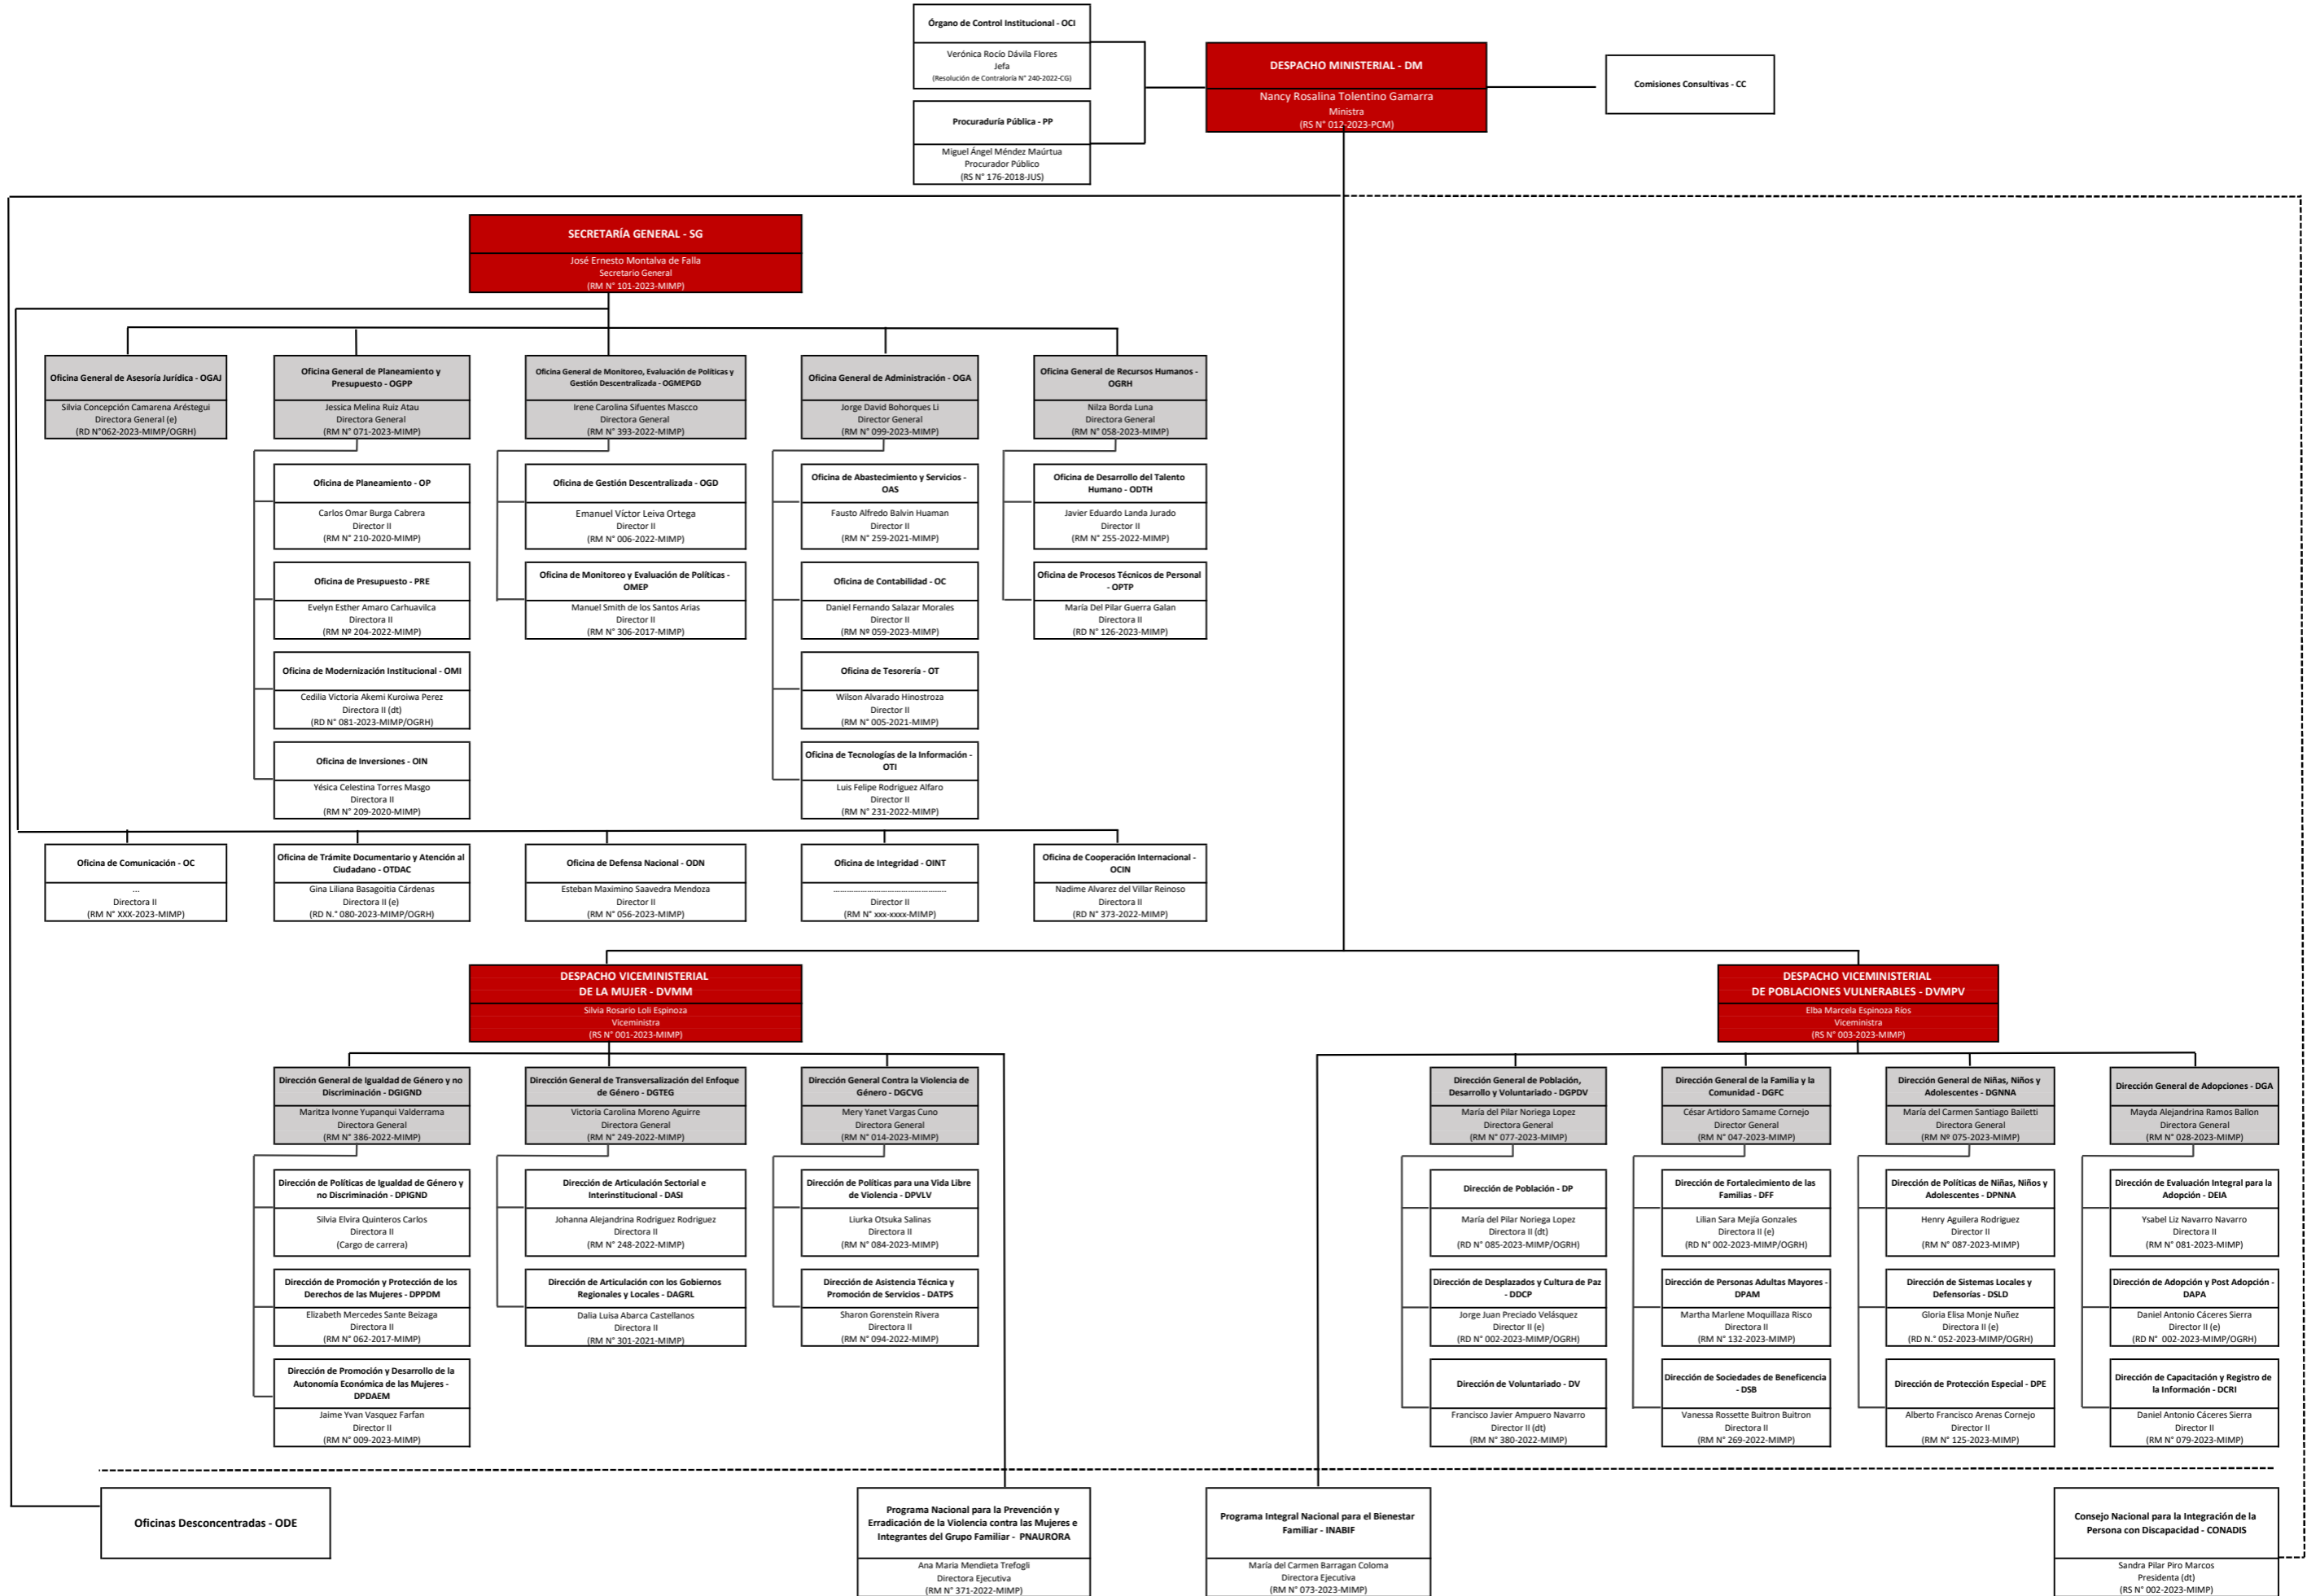 Órgano de Control Institucional - OCI
Verónica Rocío Dávila Flores
Jefa
(Resolución de Contraloría N° 240-2022-CG)
DESPACHO MINISTERIAL - DM
Nancy Rosalina Tolentino Gamarra
Ministra
(RS N° 012-2023-PCM)
Comisiones Consultivas - CC
Procuraduría Pública - PP
Miguel Ángel Méndez Maúrtua
Procurador Público
(RS N° 176-2018-JUS)
SECRETARÍA GENERAL - SG
José Ernesto Montalva de Falla
Secretario General
(RM N° 101-2023-MIMP)
Oficina General de Asesoría Jurídica - OGAJ
Silvia Concepción Camarena Aréstegui
Directora General (e)
(RD N°062-2023-MIMP/OGRH)
Oficina General de Planeamiento y
Presupuesto - OGPP
Jessica Melina Ruiz Atau
Directora General
(RM N° 071-2023-MIMP)
Oficina General de Monitoreo, Evaluación de Políticas y
Gestión Descentralizada - OGMEPGD
Irene Carolina Sifuentes Mascco
Directora General
(RM N° 393-2022-MIMP)
Oficina General de Administración - OGA
Jorge David Bohorques Li
Director General
(RM N° 099-2023-MIMP)
Oficina General de Recursos Humanos -
OGRH
Nilza Borda Luna
Directora General
(RM N° 058-2023-MIMP)
Oficina de Planeamiento - OP
Carlos Omar Burga Cabrera
Director II
(RM N° 210-2020-MIMP)
Oficina de Gestión Descentralizada - OGD
Emanuel Víctor Leiva Ortega
Director II
(RM N° 006-2022-MIMP)
Oficina de Abastecimiento y Servicios -
OAS
Fausto Alfredo Balvin Huaman
Director II
(RM N° 259-2021-MIMP)
Oficina de Desarrollo del Talento
Humano - ODTH
Javier Eduardo Landa Jurado
Director II
(RM N° 255-2022-MIMP)
Oficina de Presupuesto - PRE
Evelyn Esther Amaro Carhuavilca
Directora II
(RM Nº 204-2022-MIMP)
Oficina de Monitoreo y Evaluación de Políticas -
OMEP
Manuel Smith de los Santos Arias
Director II
(RM N° 306-2017-MIMP)
Oficina de Contabilidad - OC
Daniel Fernando Salazar Morales
Director II
(RM Nº 059-2023-MIMP)
Oficina de Procesos Técnicos de Personal
- OPTP
María Del Pilar Guerra Galan
Directora II
(RD N° 126-2023-MIMP)
Oficina de Modernización Institucional - OMI
Cedilia Victoria Akemi Kuroiwa Perez
Directora II (dt)
(RD N° 081-2023-MIMP/OGRH)
Oficina de Tesorería - OT
Wilson Alvarado Hinostroza
Director II
(RM N° 005-2021-MIMP)
Oficina de Inversiones - OIN
Yésica Celestina Torres Masgo
Directora II
(RM N° 209-2020-MIMP)
Oficina de Tecnologías de la Información -
OTI
Luis Felipe Rodriguez Alfaro
Director II
(RM N° 231-2022-MIMP)
Oficina de Comunicación - OC
...
Directora II
(RM N° XXX-2023-MIMP)
Oficina de Trámite Documentario y Atención al
Ciudadano - OTDAC
Gina Liliana Basagoitia Cárdenas
Directora II (e)
(RD N.° 080-2023-MIMP/OGRH)
Oficina de Defensa Nacional - ODN
Esteban Maximino Saavedra Mendoza
Director II
(RM N° 056-2023-MIMP)
Oficina de Integridad - OINT
................................................
Director II
(RM N° xxx-xxxx-MIMP)
Oficina de Cooperación Internacional -
OCIN
Nadime Alvarez del Villar Reinoso
Directora II
(RD N° 373-2022-MIMP)
DESPACHO VICEMINISTERIAL
DE LA MUJER - DVMM
Silvia Rosario Loli Espinoza
Viceministra
(RS N° 001-2023-MIMP)
DESPACHO VICEMINISTERIAL
DE POBLACIONES VULNERABLES - DVMPV
Elba Marcela Espinoza Ríos
Viceministra
(RS N° 003-2023-MIMP)
Dirección General de Igualdad de Género y no
Discriminación - DGIGND
Maritza Ivonne Yupanqui Valderrama
Directora General
(RM N° 386-2022-MIMP)
Dirección General de Transversalización del Enfoque
de Género - DGTEG
Victoria Carolina Moreno Aguirre
Directora General
(RM N° 249-2022-MIMP)
Dirección General Contra la Violencia de
Género - DGCVG
Mery Yanet Vargas Cuno
Directora General
(RM N° 014-2023-MIMP)
Dirección General de Población,
Desarrollo y Voluntariado - DGPDV
María del Pilar Noriega Lopez
Directora General
(RM N° 077-2023-MIMP)
Dirección General de la Familia y la
Comunidad - DGFC
César Artidoro Samame Cornejo
Director General
(RM N° 047-2023-MIMP)
Dirección General de Niñas, Niños y
Adolescentes - DGNNA
María del Carmen Santiago Bailetti
Directora General
(RM Nº 075-2023-MIMP)
Dirección General de Adopciones - DGA
Mayda Alejandrina Ramos Ballon
Directora General
(RM N° 028-2023-MIMP)
Dirección de Políticas de Igualdad de Género y
no Discriminación - DPIGND
Silvia Elvira Quinteros Carlos
Directora II
(Cargo de carrera)
Dirección de Articulación Sectorial e
Interinstitucional - DASI
Johanna Alejandrina Rodriguez Rodriguez
Directora II
(RM N° 248-2022-MIMP)
Dirección de Políticas para una Vida Libre
de Violencia - DPVLV
Liurka Otsuka Salinas
Directora II
(RM N° 084-2023-MIMP)
Dirección de Población - DP
María del Pilar Noriega Lopez
Directora II (dt)
(RD N° 085-2023-MIMP/OGRH)
Dirección de Fortalecimiento de las
Familias - DFF
Lilian Sara Mejía Gonzales
Directora II (e)
(RD N° 002-2023-MIMP/OGRH)
Dirección de Políticas de Niñas, Niños y
Adolescentes - DPNNA
Henry Aguilera Rodriguez
Director II
(RM N° 087-2023-MIMP)
Dirección de Evaluación Integral para la
Adopción - DEIA
Ysabel Liz Navarro Navarro
Directora II
(RM N° 081-2023-MIMP)
Dirección de Promoción y Protección de los
Derechos de las Mujeres - DPPDM
Elizabeth Mercedes Sante Beizaga
Directora II
(RM N° 062-2017-MIMP)
Dirección de Articulación con los Gobiernos
Regionales y Locales - DAGRL
Dalia Luisa Abarca Castellanos
Directora II
(RM N° 301-2021-MIMP)
Dirección de Asistencia Técnica y
Promoción de Servicios - DATPS
Sharon Gorenstein Rivera
Directora II
(RM N° 094-2022-MIMP)
Dirección de Desplazados y Cultura de Paz
- DDCP
Jorge Juan Preciado Velásquez
Director II (e)
(RD N° 002-2023-MIMP/OGRH)
Dirección de Personas Adultas Mayores -
DPAM
Martha Marlene Moquillaza Risco
Directora II
(RM N° 132-2023-MIMP)
Dirección de Sistemas Locales y
Defensorías - DSLD
Gloria Elisa Monje Nuñez
Directora II (e)
(RD N.° 052-2023-MIMP/OGRH)
Dirección de Adopción y Post Adopción -
DAPA
Daniel Antonio Cáceres Sierra
Director II (e)
(RD N° 002-2023-MIMP/OGRH)
Dirección de Promoción y Desarrollo de la
Autonomía Económica de las Mujeres -
DPDAEM
Jaime Yvan Vasquez Farfan
Director II
(RM N° 009-2023-MIMP)
Dirección de Voluntariado - DV
Francisco Javier Ampuero Navarro
Director II (dt)
(RM N° 380-2022-MIMP)
Dirección de Sociedades de Beneficencia
- DSB
Vanessa Rossette Buitron Buitron
Directora II
(RM N° 269-2022-MIMP)
Dirección de Protección Especial - DPE
Alberto Francisco Arenas Cornejo
Director II
(RM N° 125-2023-MIMP)
Dirección de Capacitación y Registro de
la Información - DCRI
Daniel Antonio Cáceres Sierra
Director II
(RM N° 079-2023-MIMP)
Oficinas Desconcentradas - ODE
Programa Nacional para la Prevención y
Erradicación de la Violencia contra las Mujeres e
Integrantes del Grupo Familiar - PNAURORA
Ana Maria Mendieta Trefogli
Directora Ejecutiva
(RM N° 371-2022-MIMP)
Programa Integral Nacional para el Bienestar
Familiar - INABIF
María del Carmen Barragan Coloma
Directora Ejecutiva
(RM N° 073-2023-MIMP)
Consejo Nacional para la Integración de la
Persona con Discapacidad - CONADIS
Sandra Pilar Piro Marcos
Presidenta (dt)
(RS N° 002-2023-MIMP)